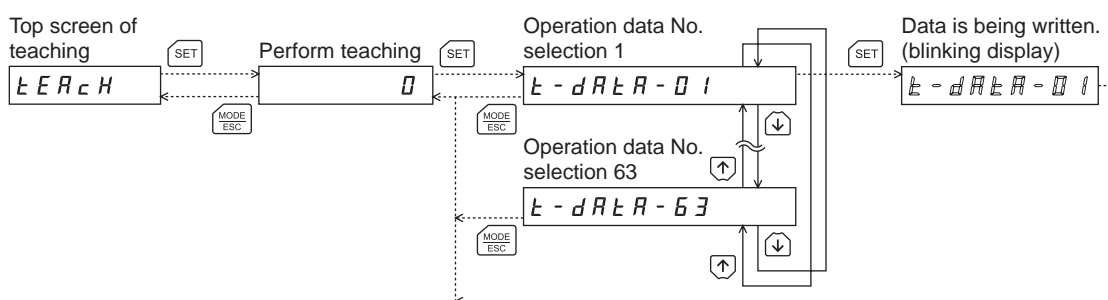 Top screen of
teaching
SET
tEAcH
MODE
ESC
Perform teaching
SET
0
MODE
ESC
Operation data No.
selection 1
SET
t-dAtA-01
↓
Operation data No.
selection 63
↑
t-dAtA-63
MODE
ESC
↓
↑
Data is being written.
(blinking display)
t-dAtA-01